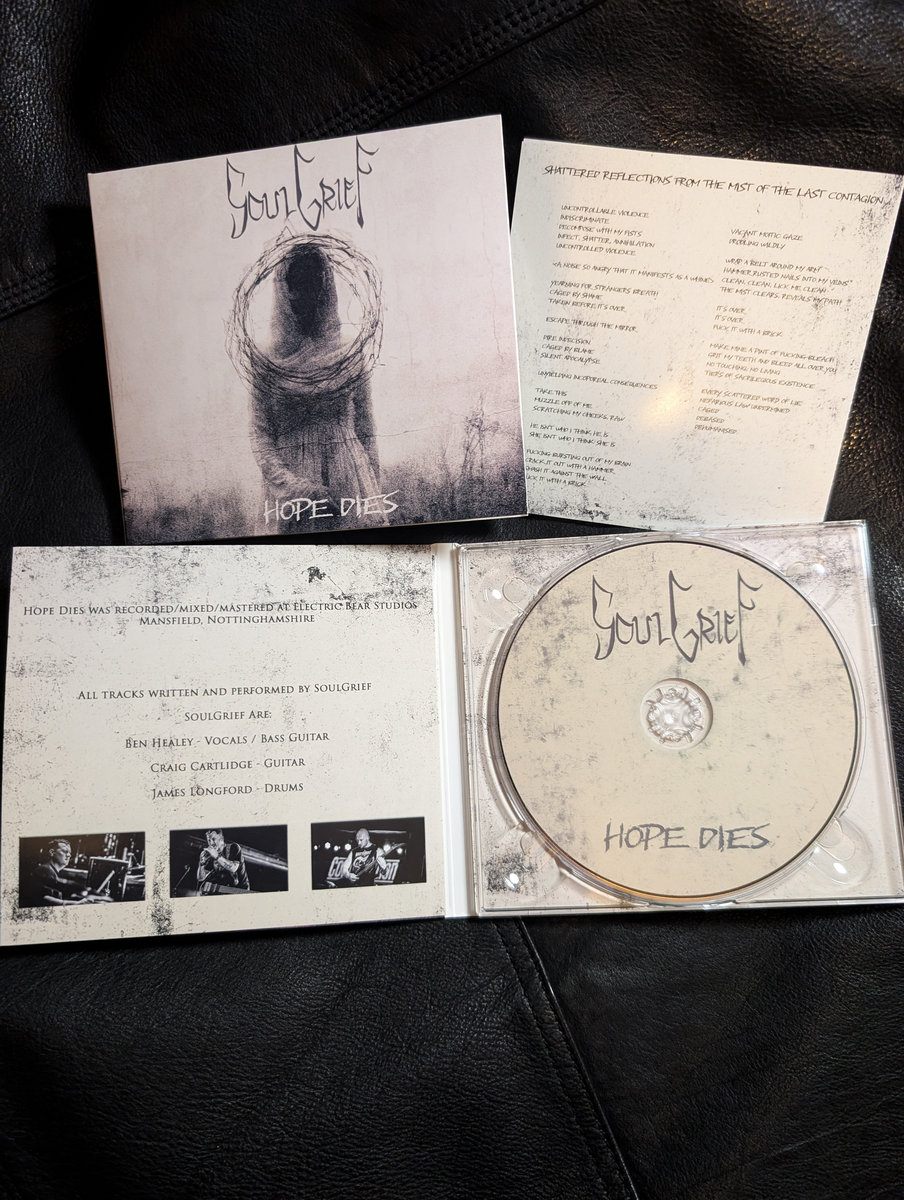 SoulGrief
HOPE DIES
SHATTERED REFLECTIONS FROM THE MIST OF THE LAST CONTAGION
UNCONTROLLABLE VIOLENCE
INDISCRIMINATE
DECOMPOSE WITH MY FISTS
INFECT, SHATTER, ANNIHILATION
UNCONTROLLED VIOLENCE
"A NOISE SO ANGRY THAT IT MANIFESTS AS A
YEARNING FOR STRANGERS BREATH
CAGED BY SHAME
TAKEN BEFORE IT'S OVER
ESCAPE THROUGH THE MIRROR
DIRE INDECISION
CAGED BY BLAME
SILENT APOCALYPSE
UNYIELDING INCOPOREAL CONSEQUENCES
TAKE THIS
MUZZLE OFF OF ME
SCRATCHING MY CHEEKS, RAW
HE ISN'T WHO I THINK HE IS
SHE ISN'T WHO I THINK SHE IS
FUCKING BURSTING OUT OF MY BRAIN
CRACK IT OUT WITH A HAMMER
SMASH IT AGAINST THE WALL
FUCK IT WITH A BRICK
VACANT MOTTIC GAZE
DROOLING WILDLY
WRAP A BELT AROUND MY ARM
HAMMER RUSTED NAILS INTO MY VEINS
CLEAN, CLEAN, LICK ME, CLEAN
THE MIST CLEARS, REVEALS MY PATH
IT'S OVER
IT'S OVER
FUCK IT WITH A BRICK
MAKE MINE A PINT OF FUCKING BLEACH
GRIT MY TEETH AND BLEED ALL OVER YOU
NO TOUCHING, NO LIVING
TIERS OF SACRILEGIOUS EXISTENCE
EVERY SCATTERED WORD OF LIE
NEFARIOUS LAW UNDERMINED
CAGED
DEBASED
DEHUMANISED
Hope Dies was recorded/mixed/mastered at Electric Bear Studios
Mansfield, Nottinghamshire
All tracks written and performed by SoulGrief
SoulGrief Are:
Ben Healey - Vocals / Bass Guitar
Craig Cartlidge - Guitar
James Longford - Drums
SoulGrief
HOPE DIES